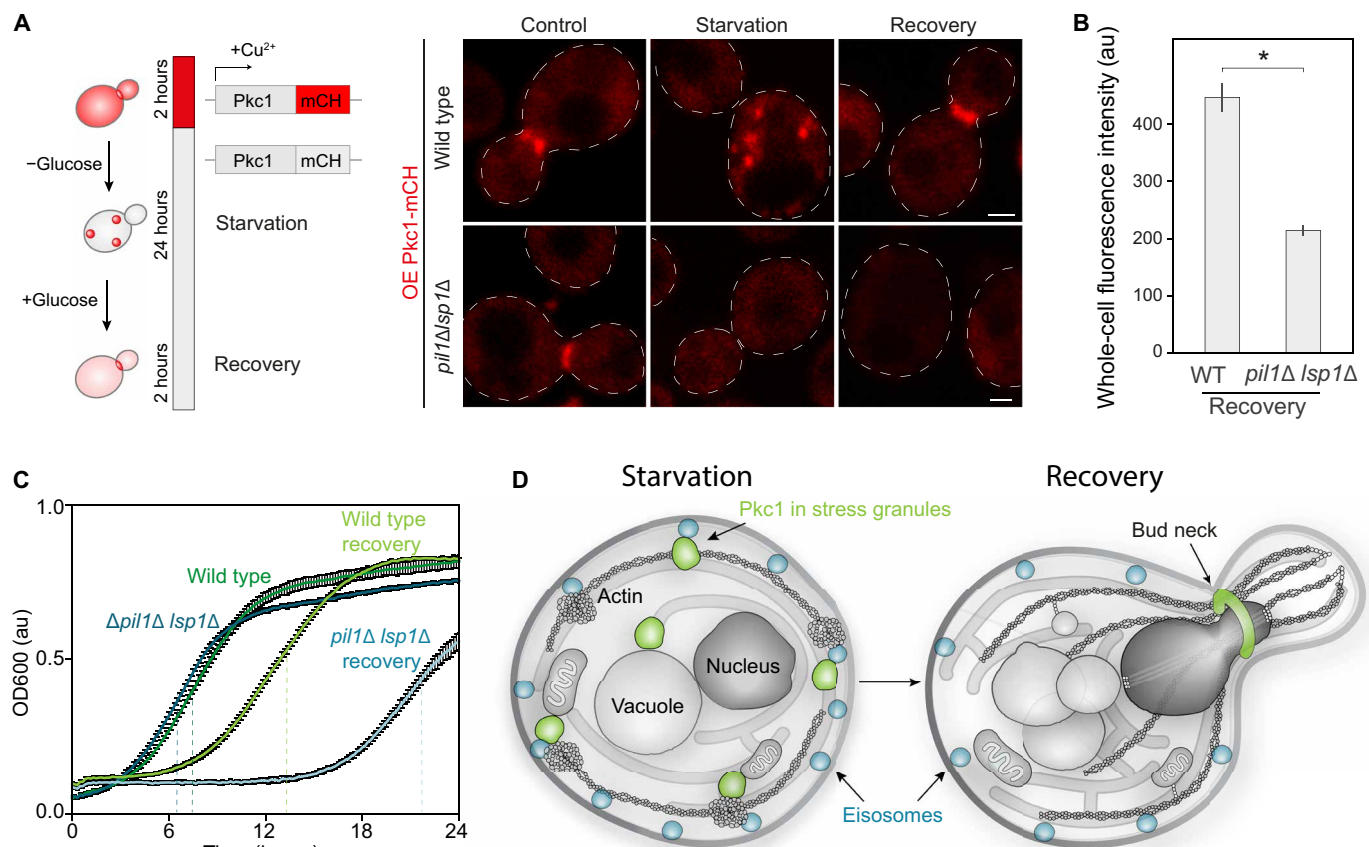 A
+Cu²⁺
2 hours
Pkc1
mCH
−Glucose
Pkc1
mCH
24 hours
Starvation
+Glucose
2 hours
Recovery
OE Pkc1-mCH
Control
Starvation
Recovery
Wild type
pil1Δlsp1Δ
B
Whole-cell fluorescence intensity (au)
*
400
300
200
100
0
WT
pil1Δ lsp1Δ
Recovery
C
OD600 (au)
1.0
0.5
0.0
Wild type
recovery
Wild type
Δpil1Δ lsp1Δ
pil1Δ lsp1Δ
recovery
0
6
12
18
24
D
Starvation
Recovery
Pkc1 in stress granules
Bud neck
Actin
Nucleus
Vacuole
Eisosomes